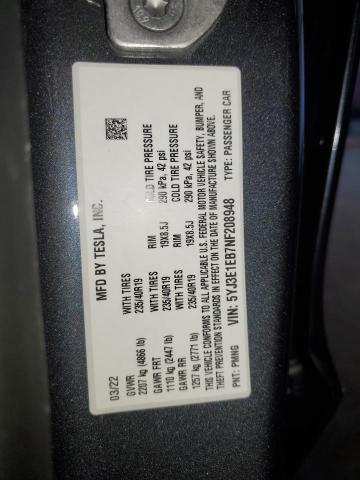 169
MFD BY TESLA, INC.
03/22
GVWR
2207 kg (4866 lb)
GAWR FRT
1110 kg (2447 lb)
GAWR RR
1257 kg (2771 lb)
WITH TIRES
235/40R19
WITH TIRES
235/40R19
RIM
19X8.5J
RIM
19X8.5J
COLD TIRE PRESSURE
290 kPa, 42 psi
COLD TIRE PRESSURE
290 kPa, 42 psi
THIS VEHICLE CONFORMS TO ALL APPLICABLE U.S. FEDERAL MOTOR VEHICLE SAFETY, BUMPER, AND
THEFT PREVENTION STANDARDS IN EFFECT ON THE DATE OF MANUFACTURE SHOWN ABOVE.
VIN: 5YJ3E1EB7NF208948
PNT: PMNG
TYPE: PASSENGER CAR